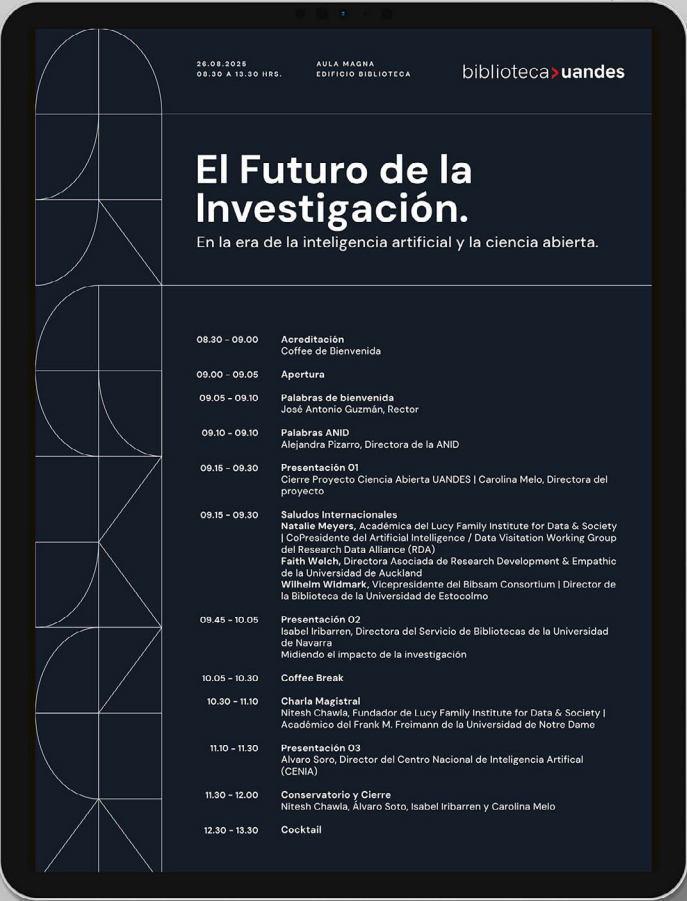 26.08.2025
08.30 A 13.30 HRS.
AULA MAGNA
EDIFICIO BIBLIOTECA
biblioteca>uandes
El Futuro de la
Investigación.
En la era de la inteligencia artificial y la ciencia abierta.
08.30 - 09.00 Acreditación
Coffee de Bienvenida
09.00 - 09.05 Apertura
09.05 - 09.10 Palabras de bienvenida
José Antonio Guzmán, Rector
09.10 - 09.10 Palabras ANID
Alejandra Pizarro, Directora de la ANID
09.15 - 09.30 Presentación 01
Cierre Proyecto Ciencia Abierta UANDES | Carolina Melo, Directora del
proyecto
09.15 - 09.30 Saludos Internacionales
Natalie Meyers, Académica del Lucy Family Institute for Data & Society
| CoPresidente del Artificial Intelligence / Data Visitation Working Group
del Research Data Alliance (RDA)
Faith Welch, Directora Asociada de Research Development & Empathic
de la Universidad de Auckland
Wilhelm Widmark, Vicepresidente del Bibsam Consortium | Director de
la Biblioteca de la Universidad de Estocolmo
09.45 - 10.05 Presentación 02
Isabel Iribarren, Directora del Servicio de Bibliotecas de la Universidad
de Navarra
Midiendo el impacto de la investigación
10.05 - 10.30 Coffee Break
10.30 - 11.10 Charla Magistral
Nitesh Chawla, Fundador de Lucy Family Institute for Data & Society |
Académico del Frank M. Freimann de la Universidad de Notre Dame
11.10 - 11.30 Presentación 03
Alvaro Soro, Director del Centro Nacional de Inteligencia Artifical
(CENIA)
11.30 - 12.00 Conservatorio y Cierre
Nitesh Chawla, Álvaro Soto, Isabel Iribarren y Carolina Melo
12.30 - 13.30 Cocktail